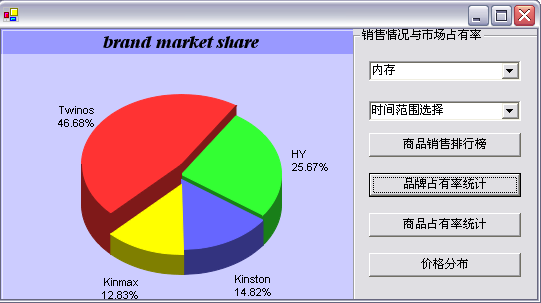 brand market share
Twinos
46.68%
HY
25.67%
Kinmax
12.83%
Kinston
14.82%
销售情况与市场占有率
内存
时间范围选择
商品销售排行榜
品牌占有率统计
商品占有率统计
价格分布